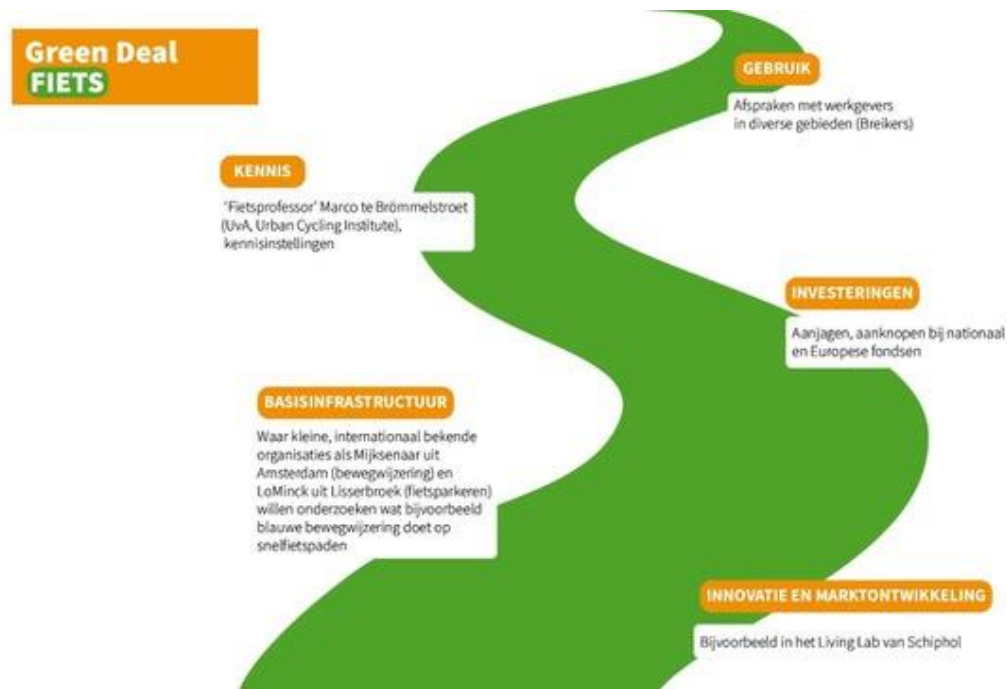 Green Deal
FIETS
GEBRUIK
Afspraken met werkgevers
in diverse gebieden (Breikers)
KENNIS
'Fietsprofessor' Marco te Brömmelstroet
(UvA, Urban Cycling Institute),
kennisinstellingen
INVESTERINGEN
Aanjagen, aanknopen bij nationaal
en Europese fondsen
BASISINFRASTRUCTUUR
Waar kleine, internationaal bekende
organisaties als Mijksenaar uit
Amsterdam (bewegwijzering) en
LoMinck uit Lisserbroek (fietsparkeren)
willen onderzoeken wat bijvoorbeeld
blauwe bewegwijzering doet op
snelfietspaden
INNOVATIE EN MARKTONTWIKKELING
Bijvoorbeeld in het Living Lab van Schiphol